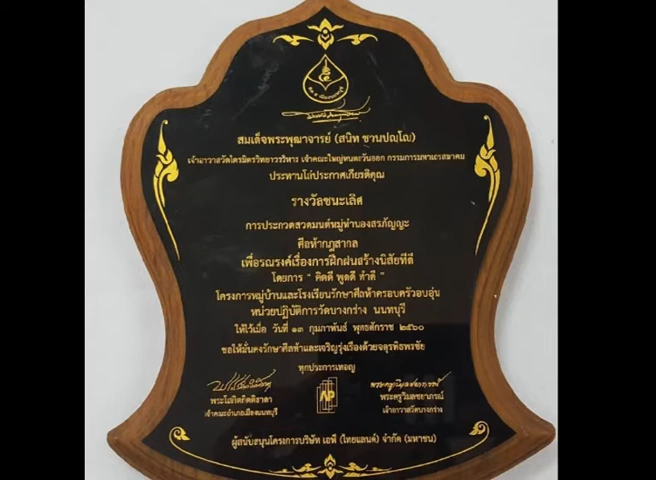 สมเด็จพระพุฒาจารย์ (สนิท ชวนปญฺโญ)
เจ้าอาวาสวัดไตรมิตรวิทยาราม วรวิหาร เจ้าคณะใหญ่หนตะวันออก กรรมการมหาเถรสมาคม
ประทานโล่ประกาศเกียรติคุณ
รางวัลชนะเลิศ
การประกวดสวดมนต์หมู่ทำนองสรภัญญะ
ศีลห้ากฎสากล
เพื่อรณรงค์เรื่องการฝึกฝนสร้างนิสัยที่ดี
โดยการ " คิดดี พูดดี ทำดี "
โครงการหมู่บ้านและโรงเรียนรักษาศีลห้าครอบครัวอบอุ่น
หน่วยปฏิบัติการวัดบางกร่าง นนทบุรี
ให้ไว้เมื่อ วันที่ ๑๓ กุมภาพันธ์ พุทธศักราช ๒๕๖๐
ขอให้มั่นคงรักษาศีลห้าและเจริญรุ่งเรืองด้วยจตุรพิธพรชัย
ทุกประการเทอญ
พระโสภิตกิตติธาดา
เจ้าคณะอำเภอเมืองนนทบุรี
AP
พระครูวิมลชยาภรณ์
เจ้าอาวาสวัดบางกร่าง
ผู้สนับสนุนโครงการบริษัท เอพี (ไทยแลนด์) จำกัด (มหาชน)